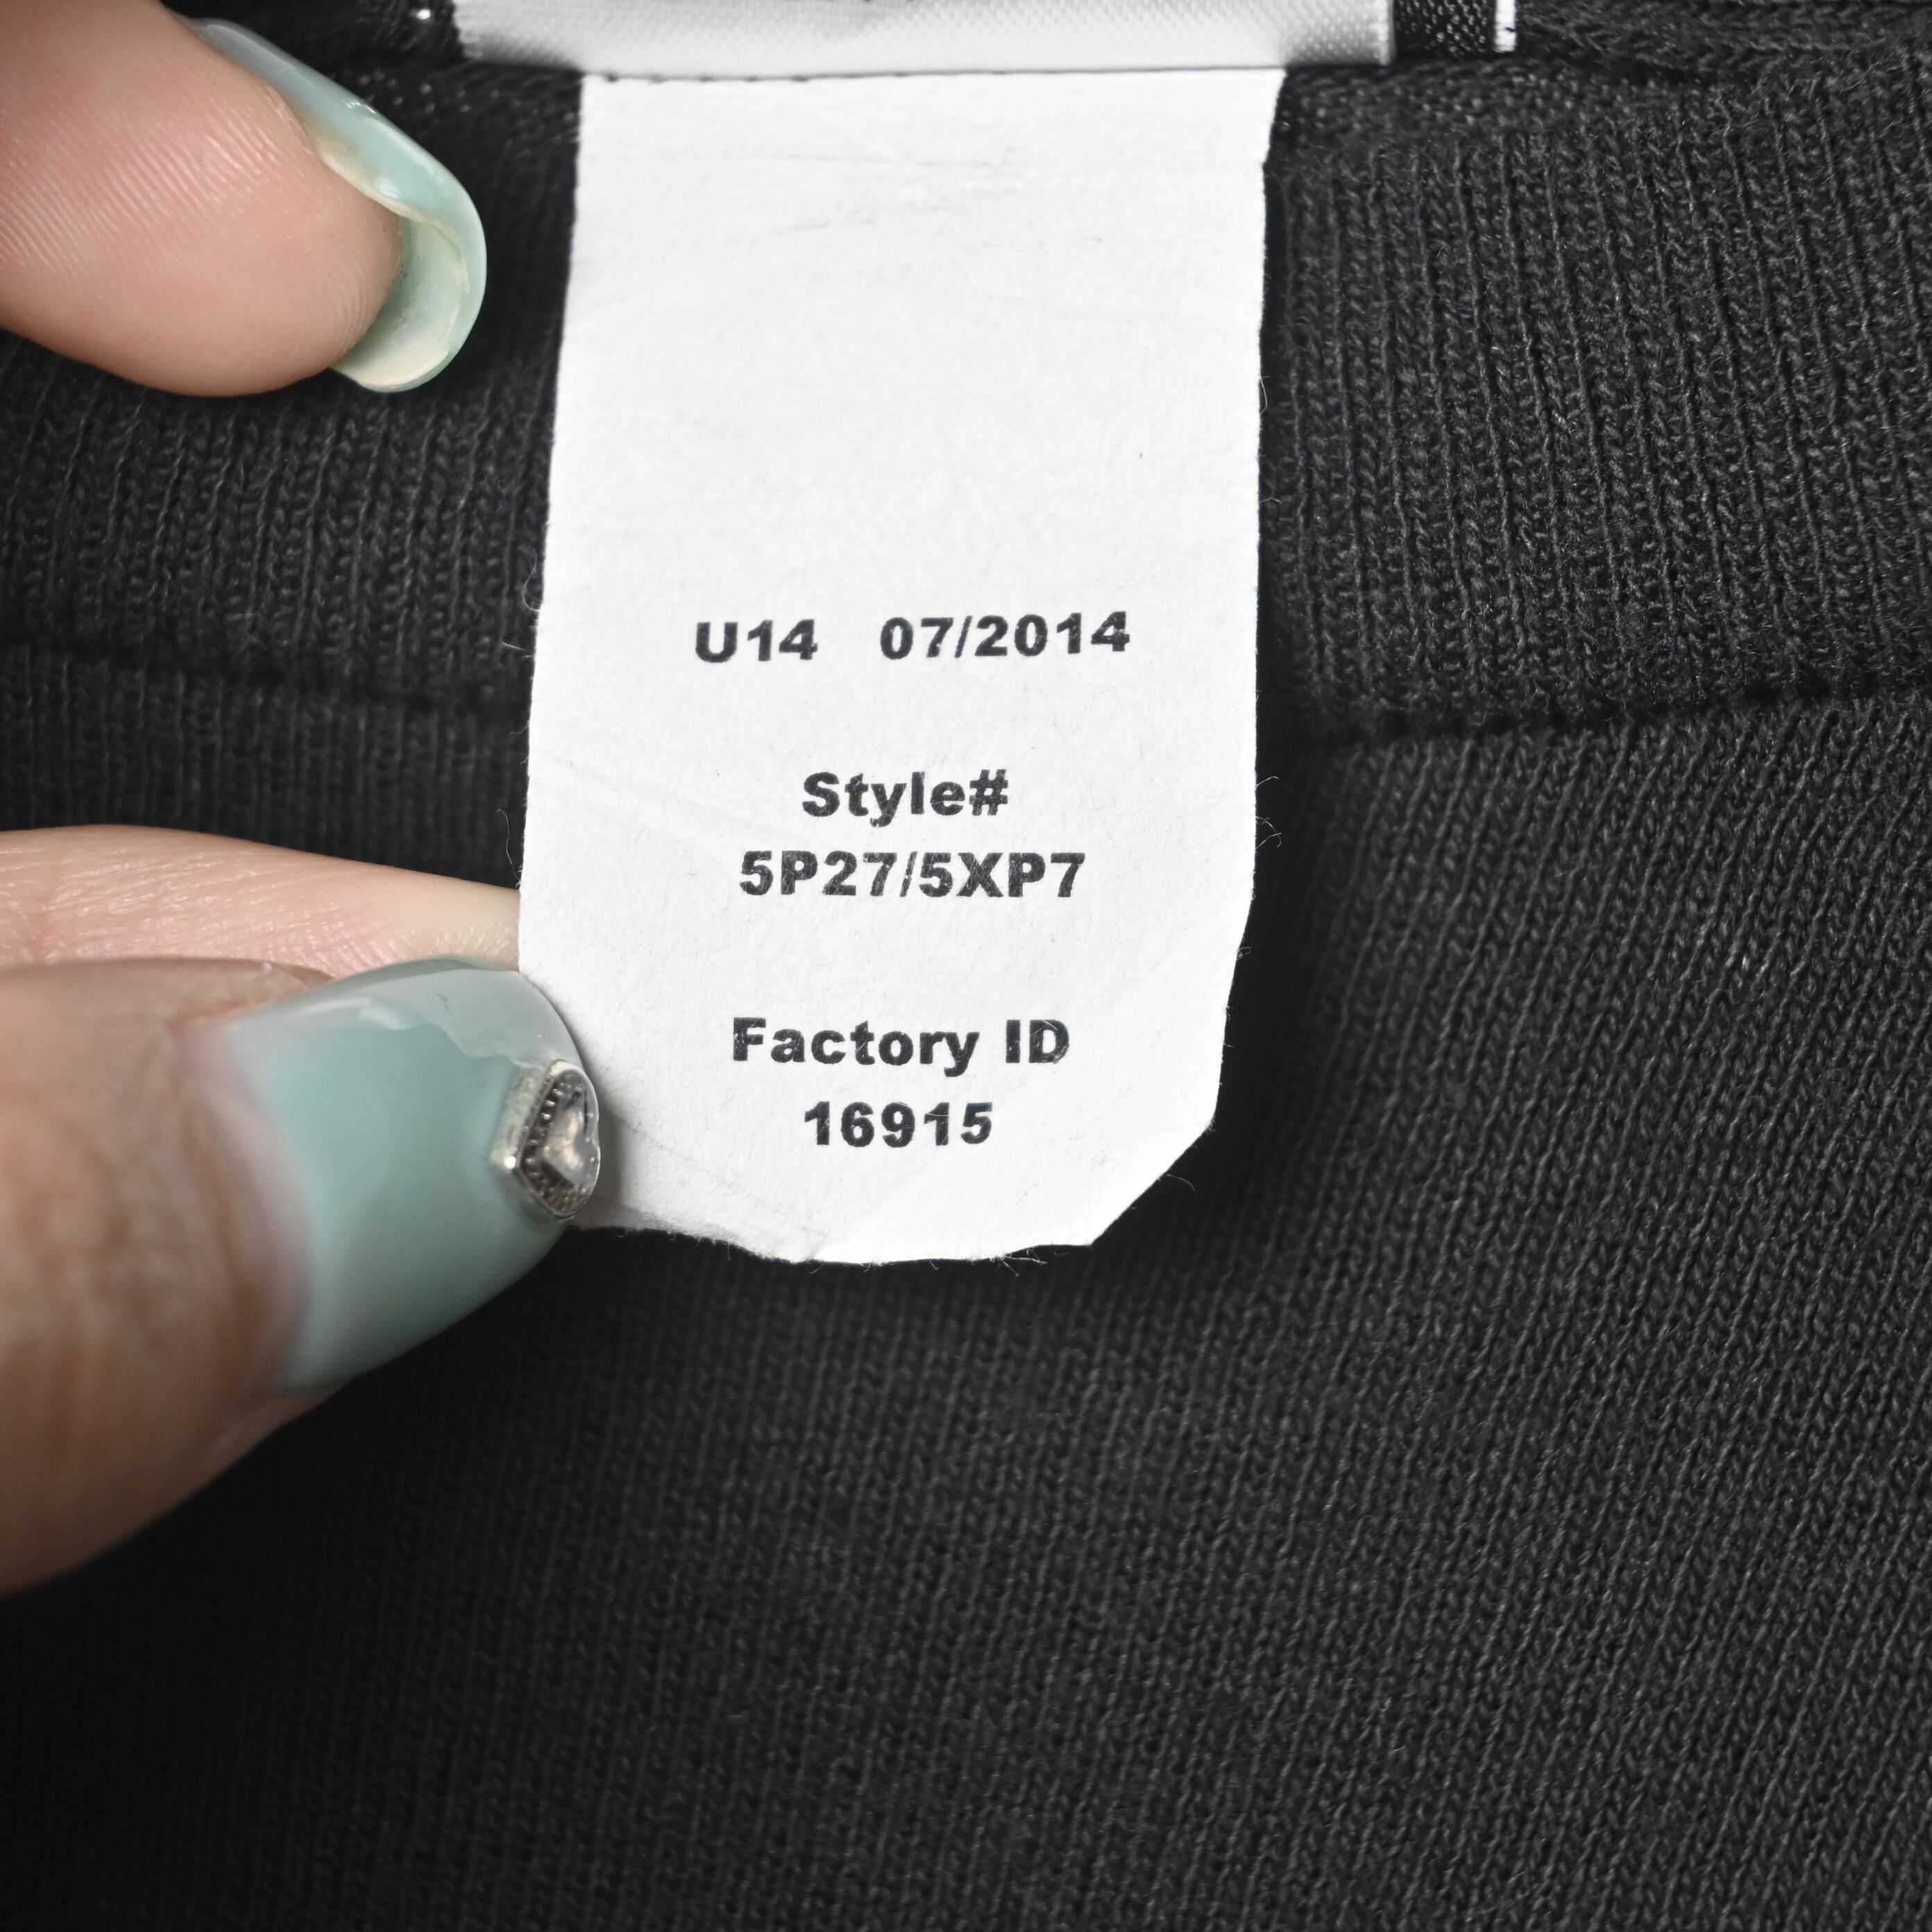 U14 07/2014
Style#
5P27/5XP7
Factory ID
16915